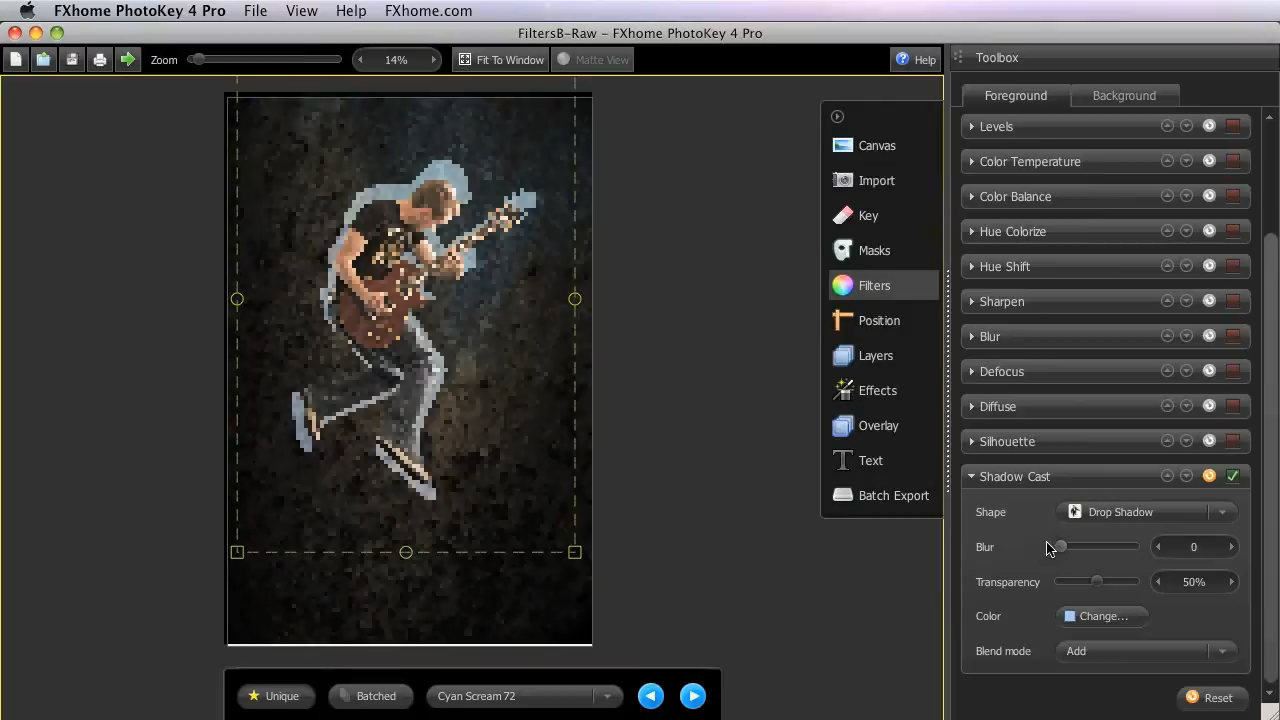 FXhome PhotoKey 4 Pro File View Help FXhome.com
FiltersB-Raw – FXhome PhotoKey 4 Pro
Zoom 14% Fit To Window Matte View Help
Toolbox
Foreground Background
Levels
Color Temperature
Color Balance
Hue Colorize
Hue Shift
Sharpen
Blur
Defocus
Diffuse
Silhouette
Shadow Cast
Shape Drop Shadow
Blur 0
Transparency 50%
Color Change...
Blend mode Add
Reset
Canvas
Import
Key
Masks
Filters
Position
Layers
Effects
Overlay
Text
Batch Export
Unique Batched Cyan Scream 72